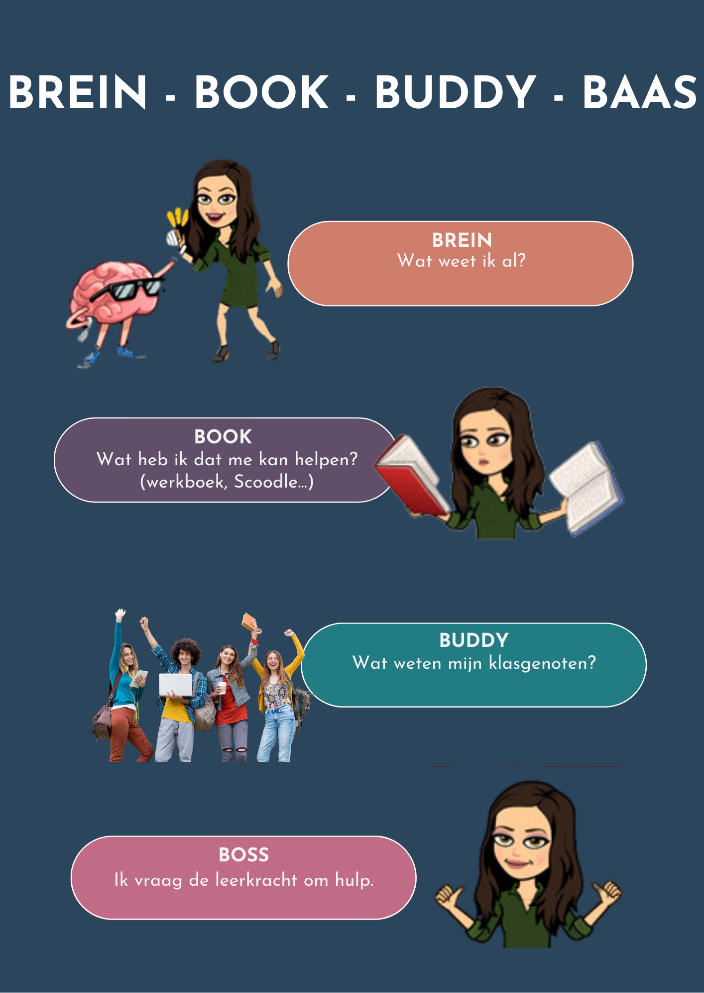 BREIN - BOOK - BUDDY - BAAS
BREIN
Wat weet ik al?
BOOK
Wat heb ik dat me kan helpen?
(werkboek, Scoodle...)
BUDDY
Wat weten mijn klasgenoten?
BOSS
Ik vraag de leerkracht om hulp.